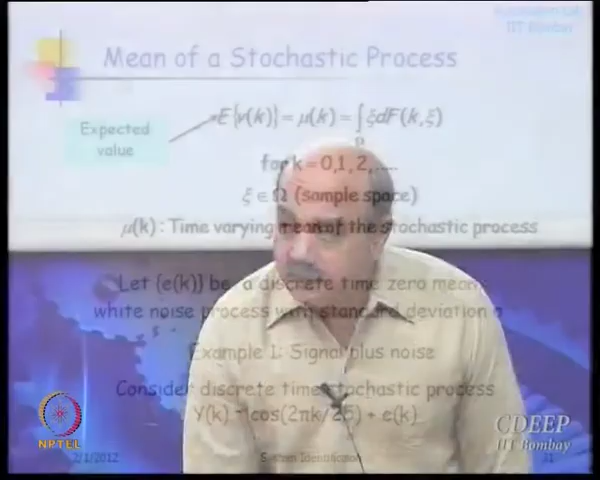 Automation Lab
IIT Bombay
Mean of a Stochastic Process
Expected
value
E{v(k)} = μ(k) = ∫ ξdF(k,ξ)
Ω
for k = 0,1,2,....
ξ ∈ Ω (sample space)
μ(k) : Time varying mean of the stochastic process
Let {e(k)} be a discrete time zero mean
white noise process with standard deviation
Example 1: Signal plus noise
Consider discrete time stochastic process
Y(k) = cos(2πk/25) + e(k)
NPTEL
CDEEP
IIT Bombay
2/1/2012
System Identification
31